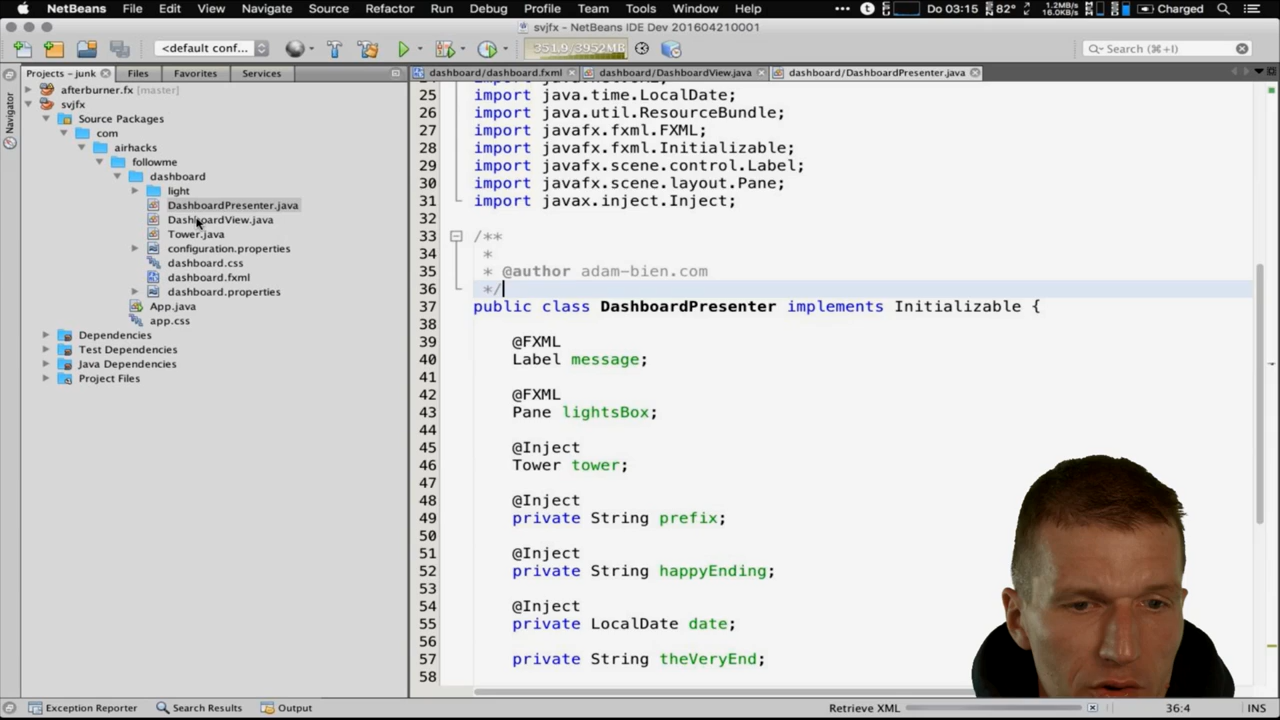 NetBeans File Edit View Navigate Source Refactor Run Debug Profile Team Tools Window Help 1.2MB/s 16.0KB/s 82° Do 03:15 Charged
svjfx - NetBeans IDE Dev 201604210001
<default conf... 351,9/3952MB Search (⌘+I)
Projects - junk Files Favorites Services
dashboard/dashboard.fxml dashboard/DashboardView.java dashboard/DashboardPresenter.java
Navigator
afterburner.fx [master]
svjfx
Source Packages
com
airhacks
followme
dashboard
light
DashboardPresenter.java
DashboardView.java
Tower.java
configuration.properties
dashboard.css
dashboard.fxml
dashboard.properties
App.java
app.css
Dependencies
Test Dependencies
Java Dependencies
Project Files
25 import java.time.LocalDate;
26 import java.util.ResourceBundle;
27 import javafx.fxml.FXML;
28 import javafx.fxml.Initializable;
29 import javafx.scene.control.Label;
30 import javafx.scene.layout.Pane;
31 import javax.inject.Inject;
32
33 /**
34 *
35 * @author adam-bien.com
36 */
37 public class DashboardPresenter implements Initializable {
38
39 @FXML
40 Label message;
41
42 @FXML
43 Pane lightsBox;
44
45 @Inject
46 Tower tower;
47
48 @Inject
49 private String prefix;
50
51 @Inject
52 private String happyEnding;
53
54 @Inject
55 private LocalDate date;
56
57 private String theVeryEnd;
58
Exception Reporter Search Results Output Retrieve XML 36:4 INS